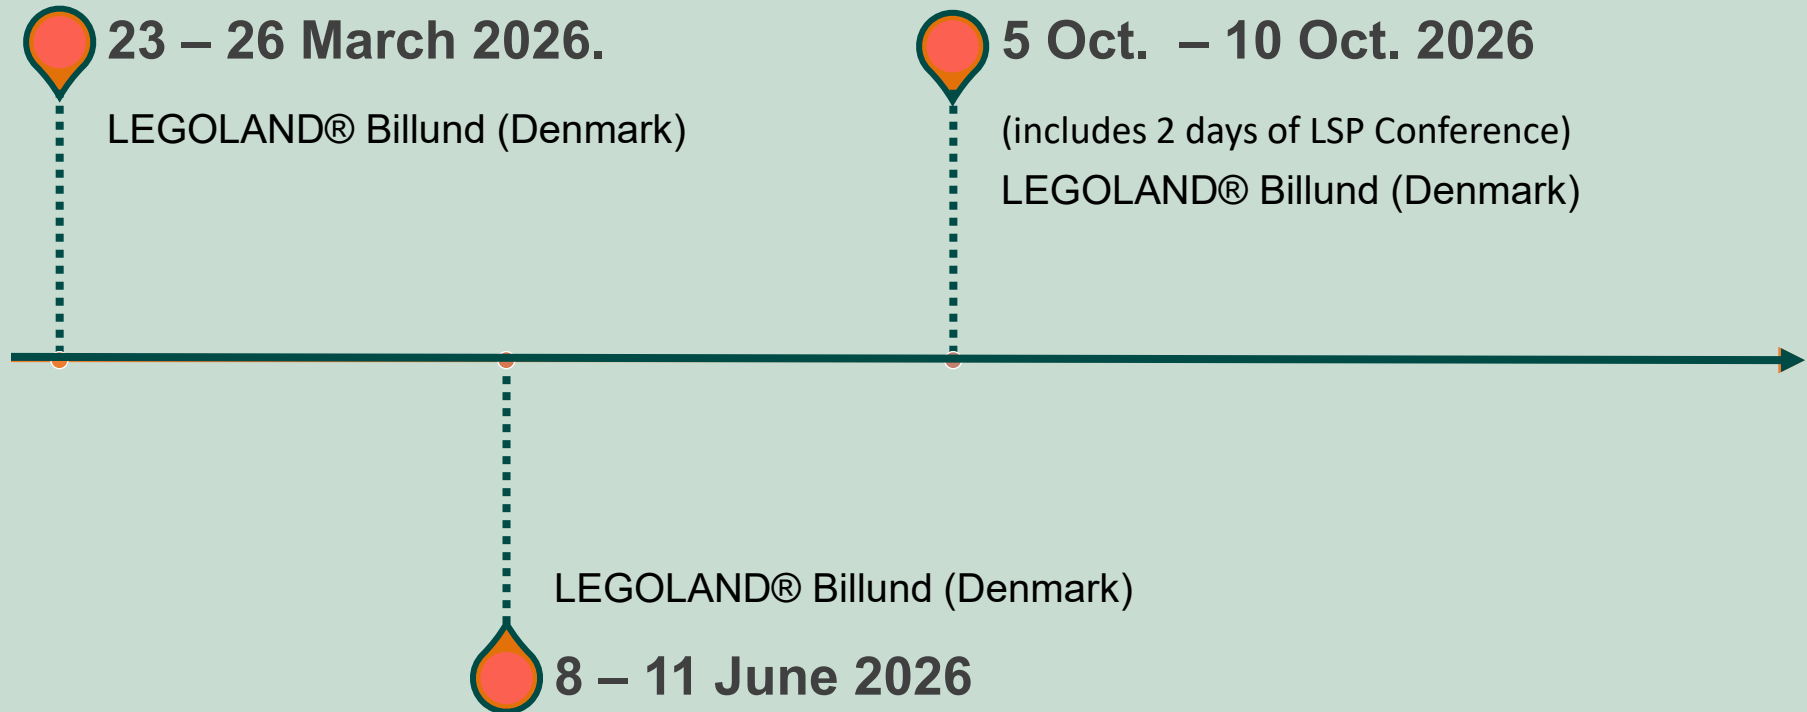 23 – 26 March 2026.
LEGOLAND® Billund (Denmark)
5 Oct.  – 10 Oct. 2026
(includes 2 days of LSP Conference)
LEGOLAND® Billund (Denmark)
LEGOLAND® Billund (Denmark)
8 – 11 June 2026